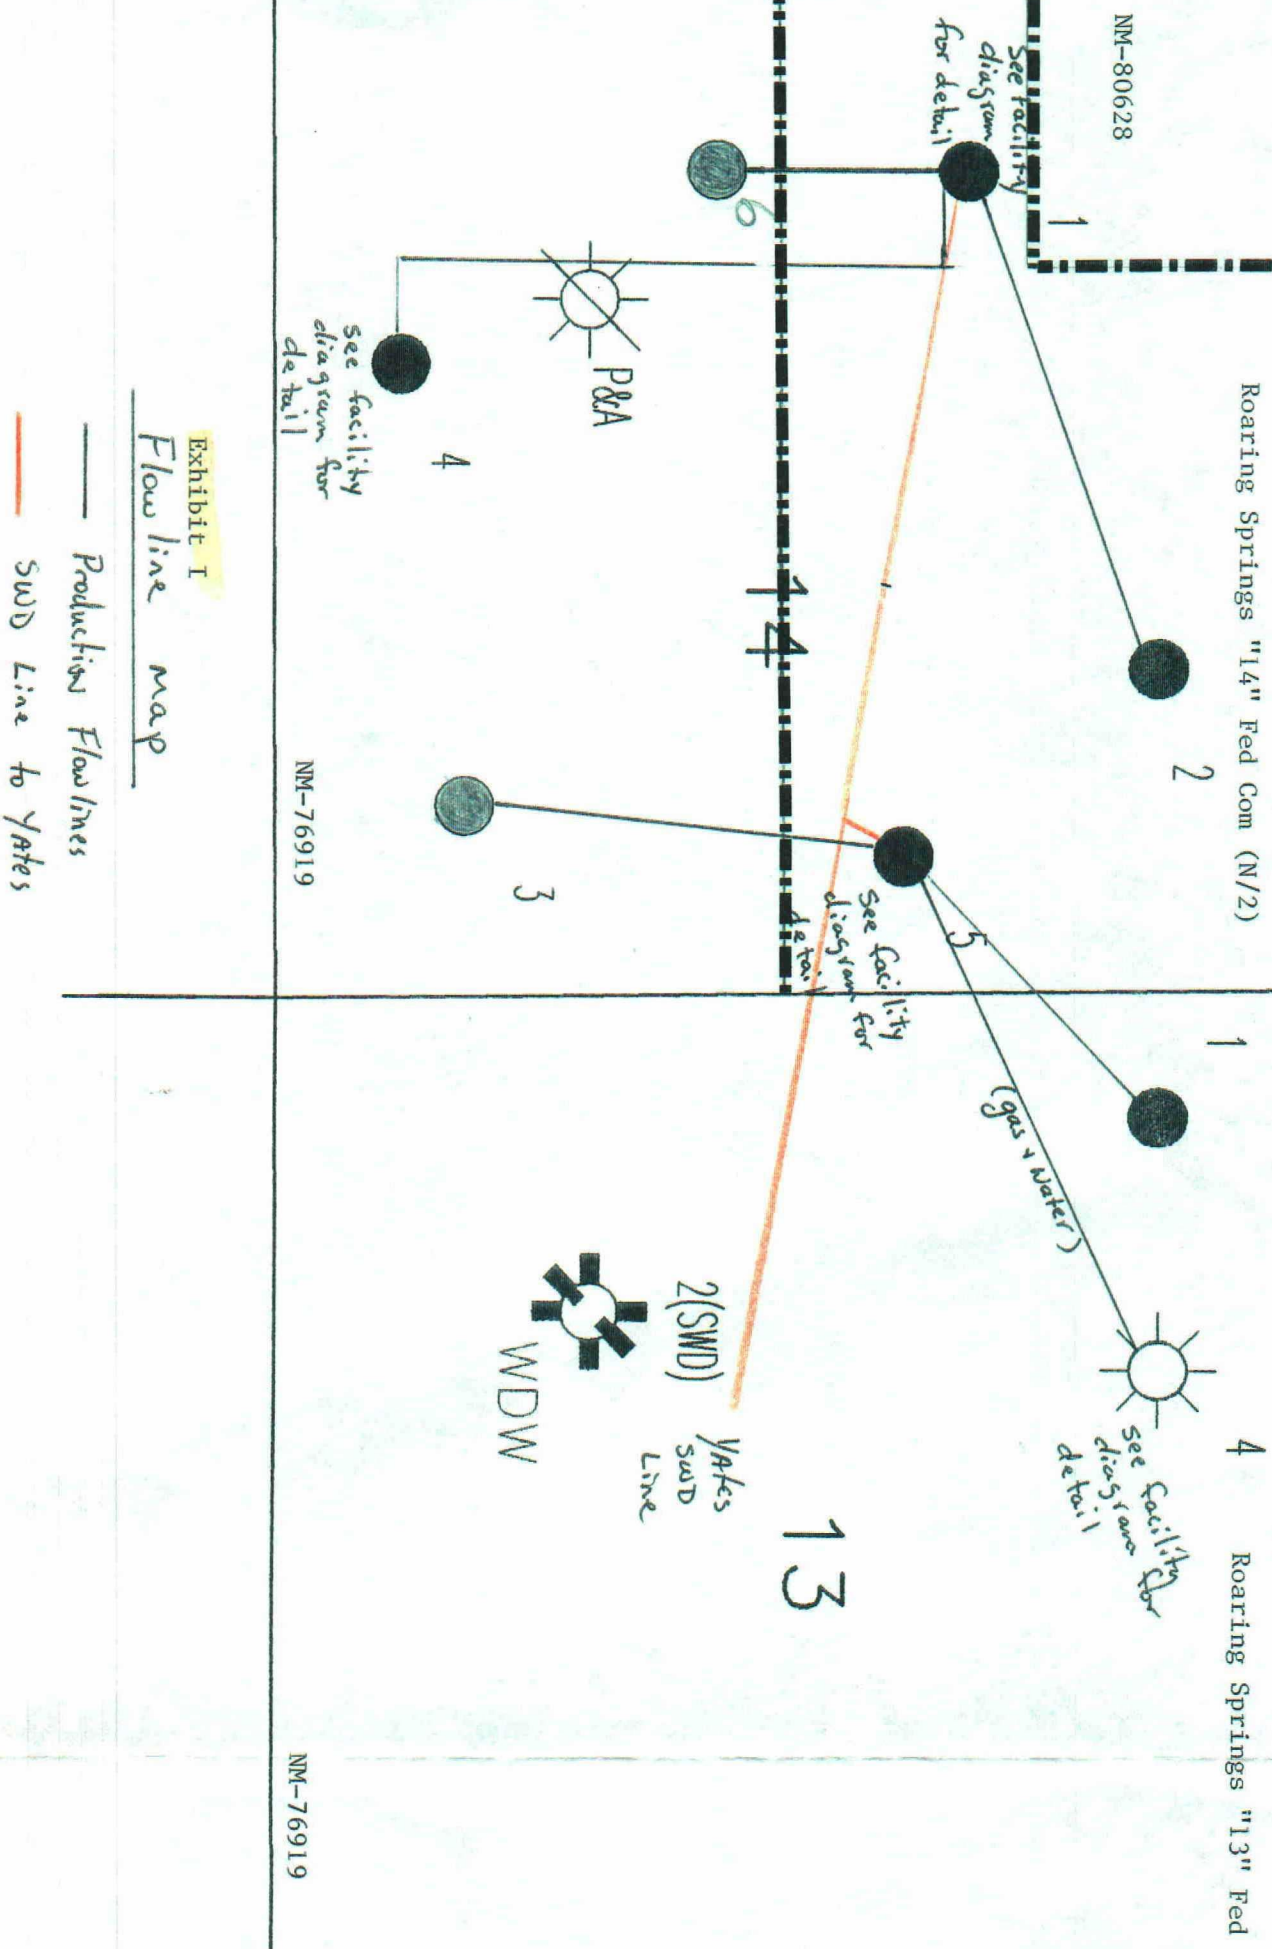 Roaring Springs "14" Fed Com (N/2)
Roaring Springs "13" Fed
NM-80628
1
2
1
4
See facility
diagram
for detail
see facility
diagram for
detail
5
(gas + water)
see facility
diagram for
detail
14
13
6
P&A
2(SWD)
Yates
SWD
Line
WDW
3
4
see facility
diagram for
detail
NM-76919
NM-76919
Exhibit I
Flowline map
Production Flowlines
SWD Line to Yates